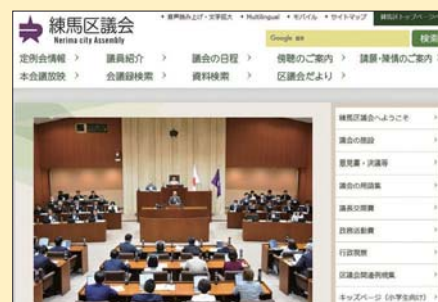 練馬区議会
Nerima city Assembly
音声読み上げ・文字拡大 Multilingual モバイル サイトマップ 練馬区トップページへ
Google 検索
定例会情報 議員紹介 議会の日程 傍聴のご案内 請願・陳情のご案内
本会議放映 会議録検索 資料検索 区議会だより
練馬区議会へようこそ
議会の施設
意見書・決議等
議会の用語集
議長交際費
政務活動費
行政視察
区議会関連例規集
キッズページ(小学生向け)